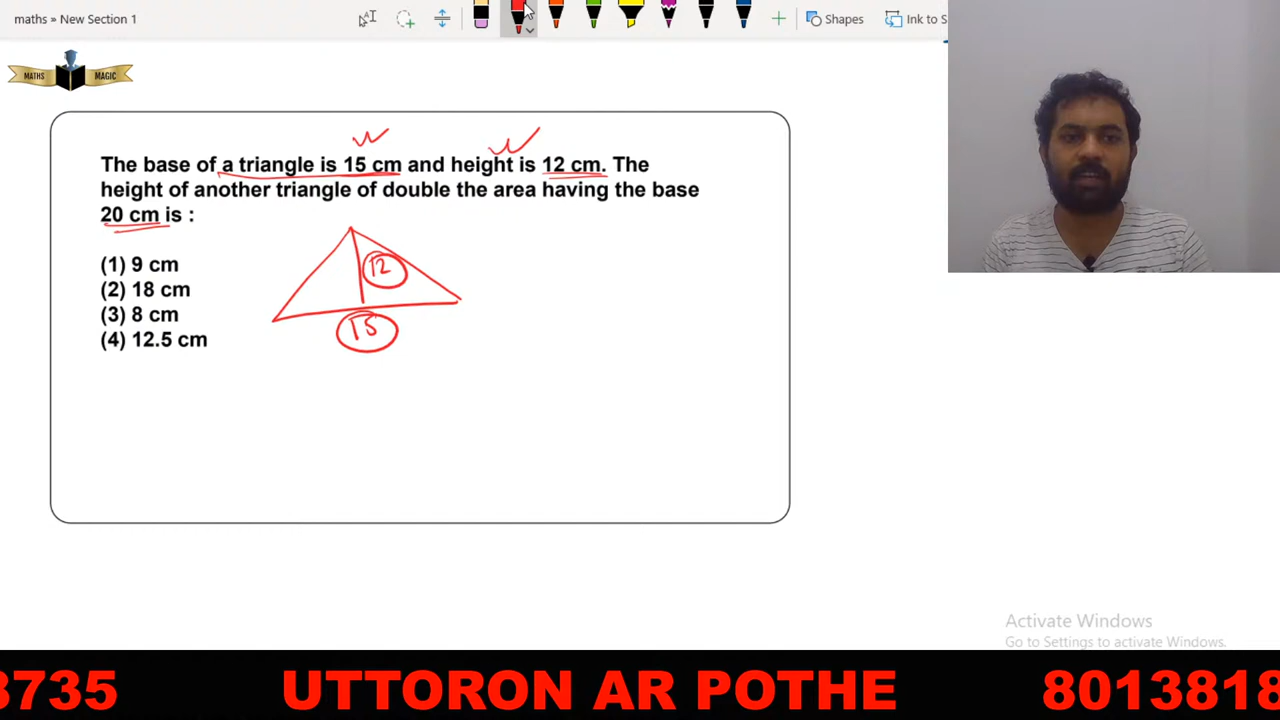 maths » New Section 1
Shapes
Ink to S
MATHS MAGIC
The base of a triangle is 15 cm and height is 12 cm. The
height of another triangle of double the area having the base
20 cm is :
(1) 9 cm
(2) 18 cm
(3) 8 cm
(4) 12.5 cm
12
15
Activate Windows
Go to Settings to activate Windows.
3735 UTTORON AR POTHE 8013818